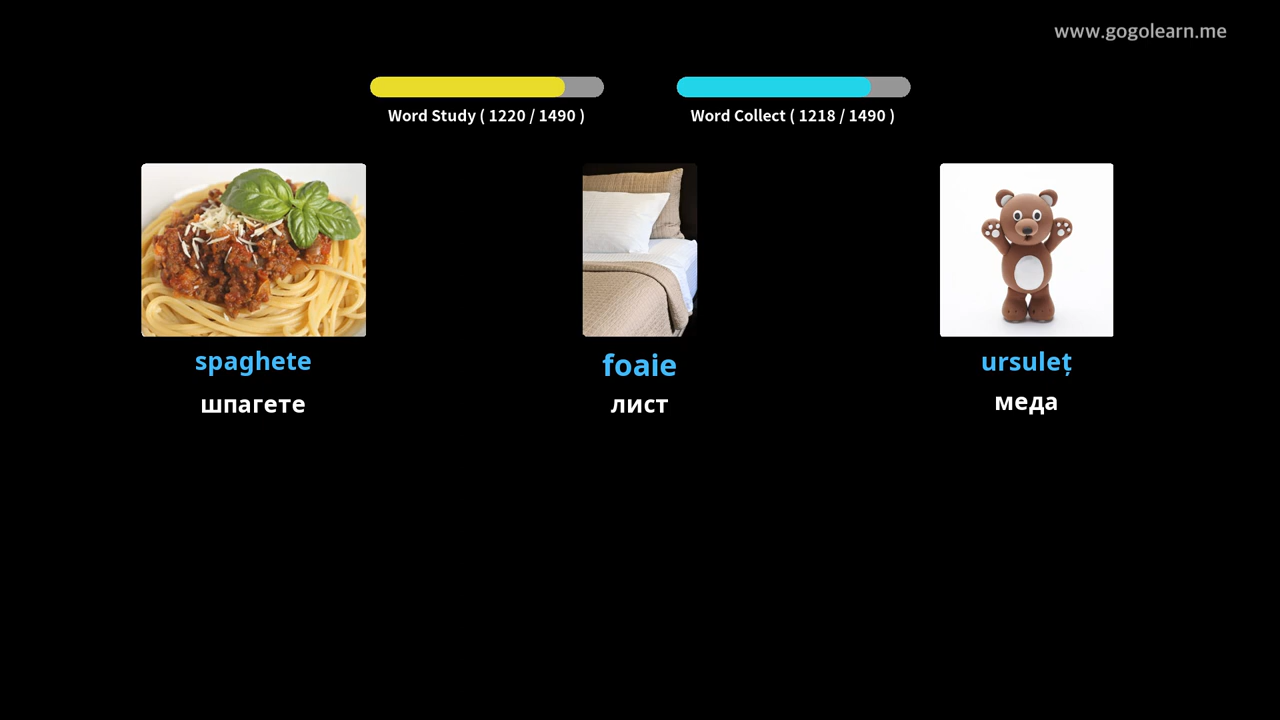 www.gogolearn.me
Word Study ( 1220 / 1490 )
Word Collect ( 1218 / 1490 )
spaghete
foaie
ursuleț
шпагете
лист
меда